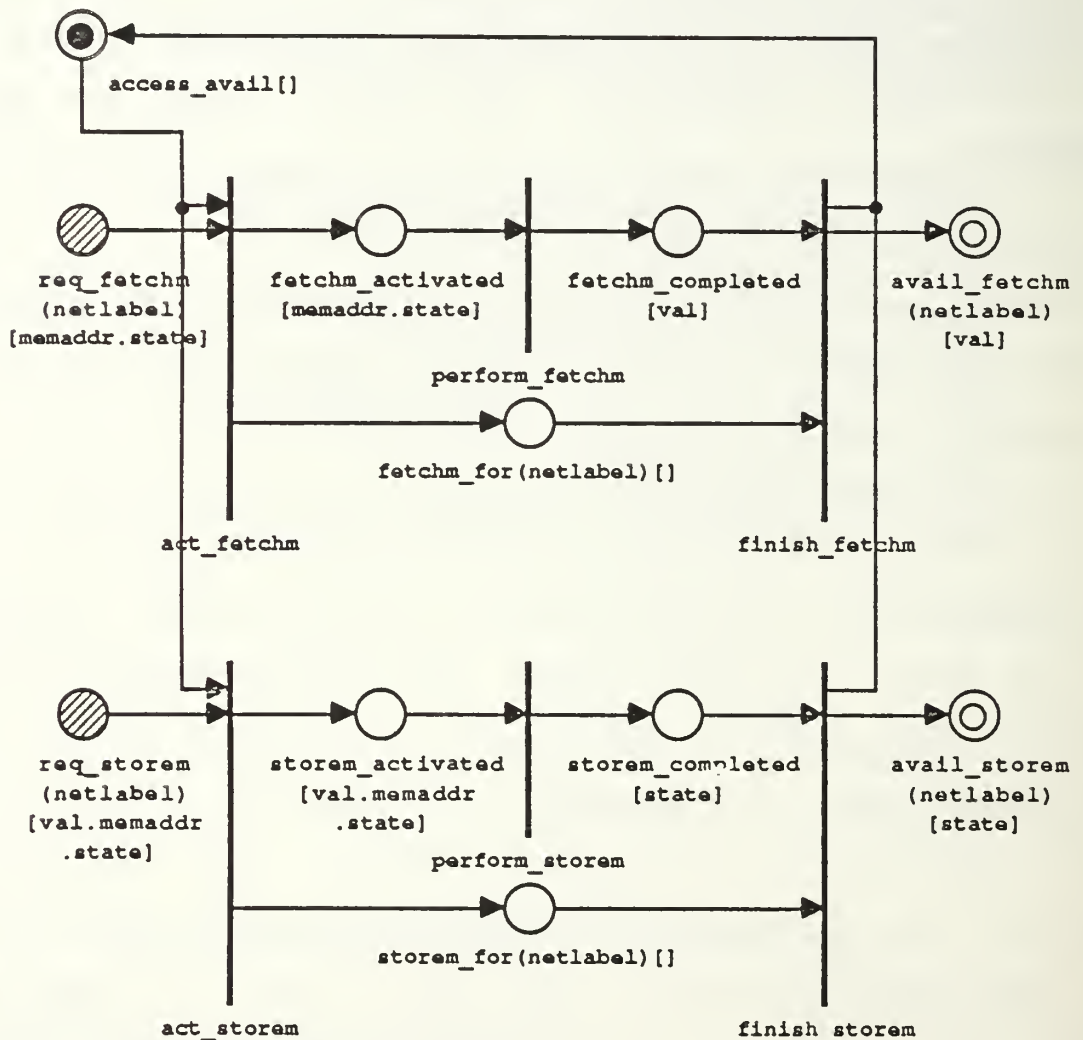 access_avail[]
req_fetchm
(netlabel)
[memaddr.state]
fetchm_activated
[memaddr.state]
fetchm_completed
[val]
avail_fetchm
(netlabel)
[val]
perform_fetchm
fetchm_for(netlabel)[]
act_fetchm
finish_fetchm
req_storem
(netlabel)
[val.memaddr
.state]
storem_activated
[val.memaddr
.state]
storem_completed
[state]
avail_storem
(netlabel)
[state]
perform_storem
storem_for(netlabel)[]
act_storem
finish storem